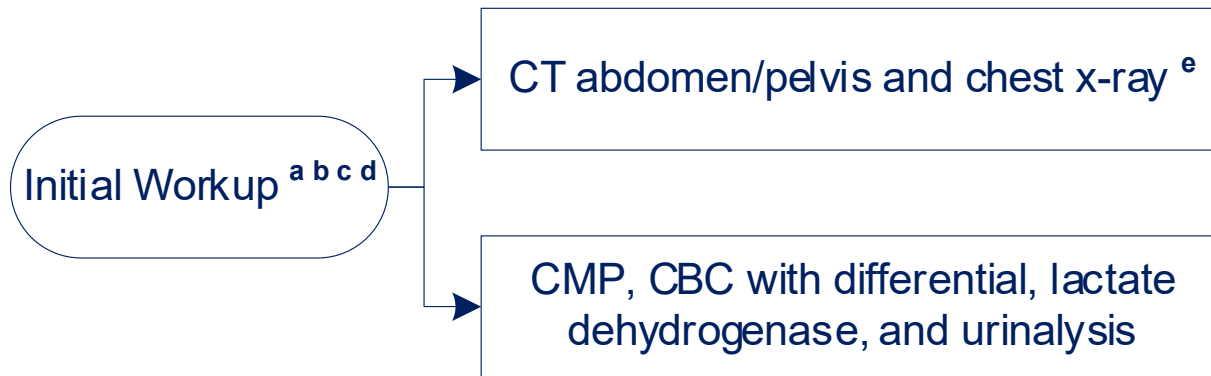 CT abdomen/pelvis and chest x-ray e
Initial Workup a b c d
CMP, CBC with differential, lactate
dehydrogenase, and urinalysis